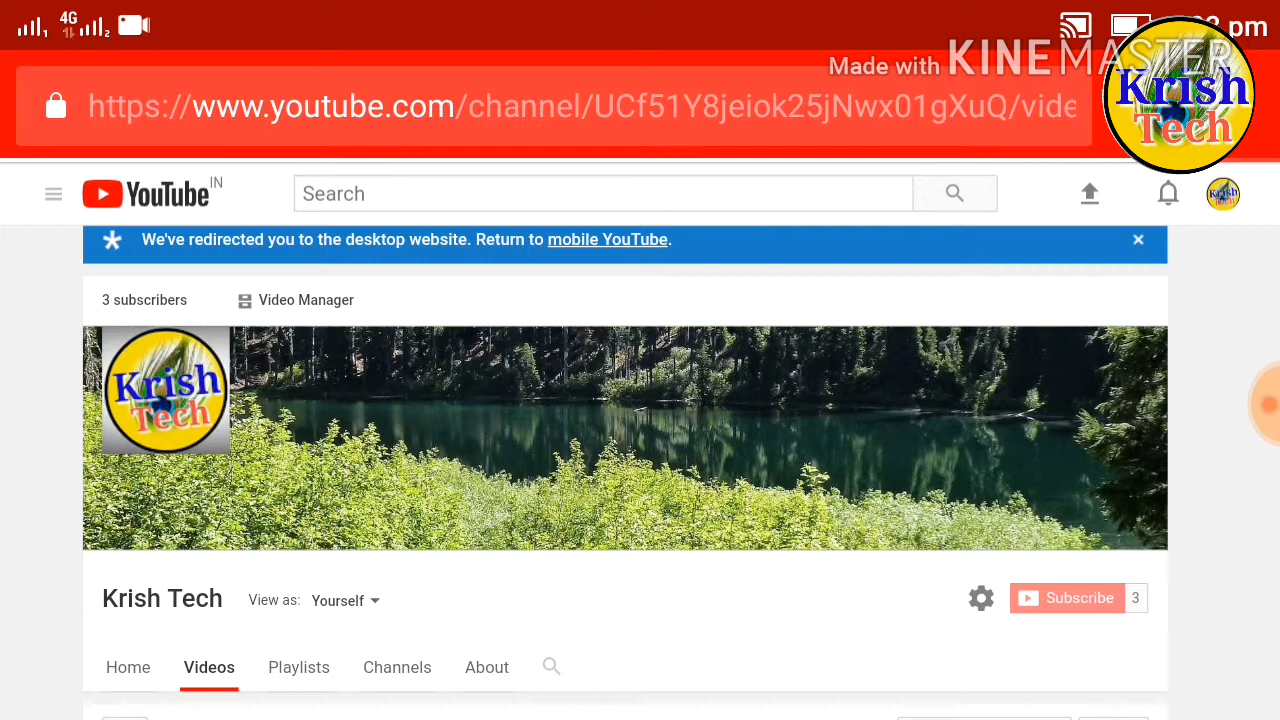 4G
pm
Made with KINEMASTER
Krish
Tech
https://www.youtube.com/channel/UCf51Y8jeiok25jNwx01gXuQ/vide
YouTube IN
Search
Krish
We've redirected you to the desktop website. Return to mobile YouTube.
3 subscribers
Video Manager
Krish
Tech
Krish Tech
View as: Yourself
Subscribe 3
Home Videos Playlists Channels About